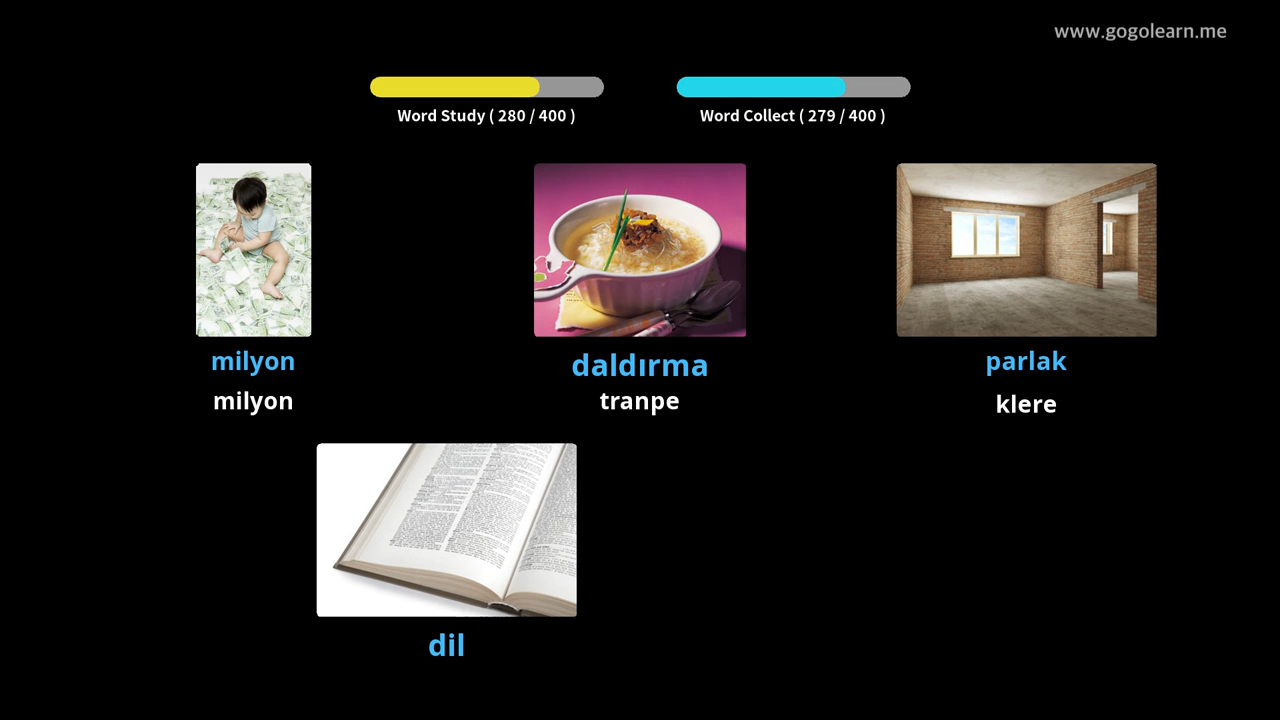 www.gogolearn.me
Word Study ( 280 / 400 )
Word Collect ( 279 / 400 )
milyon
daldırma
parlak
milyon
tranpe
klere
dil